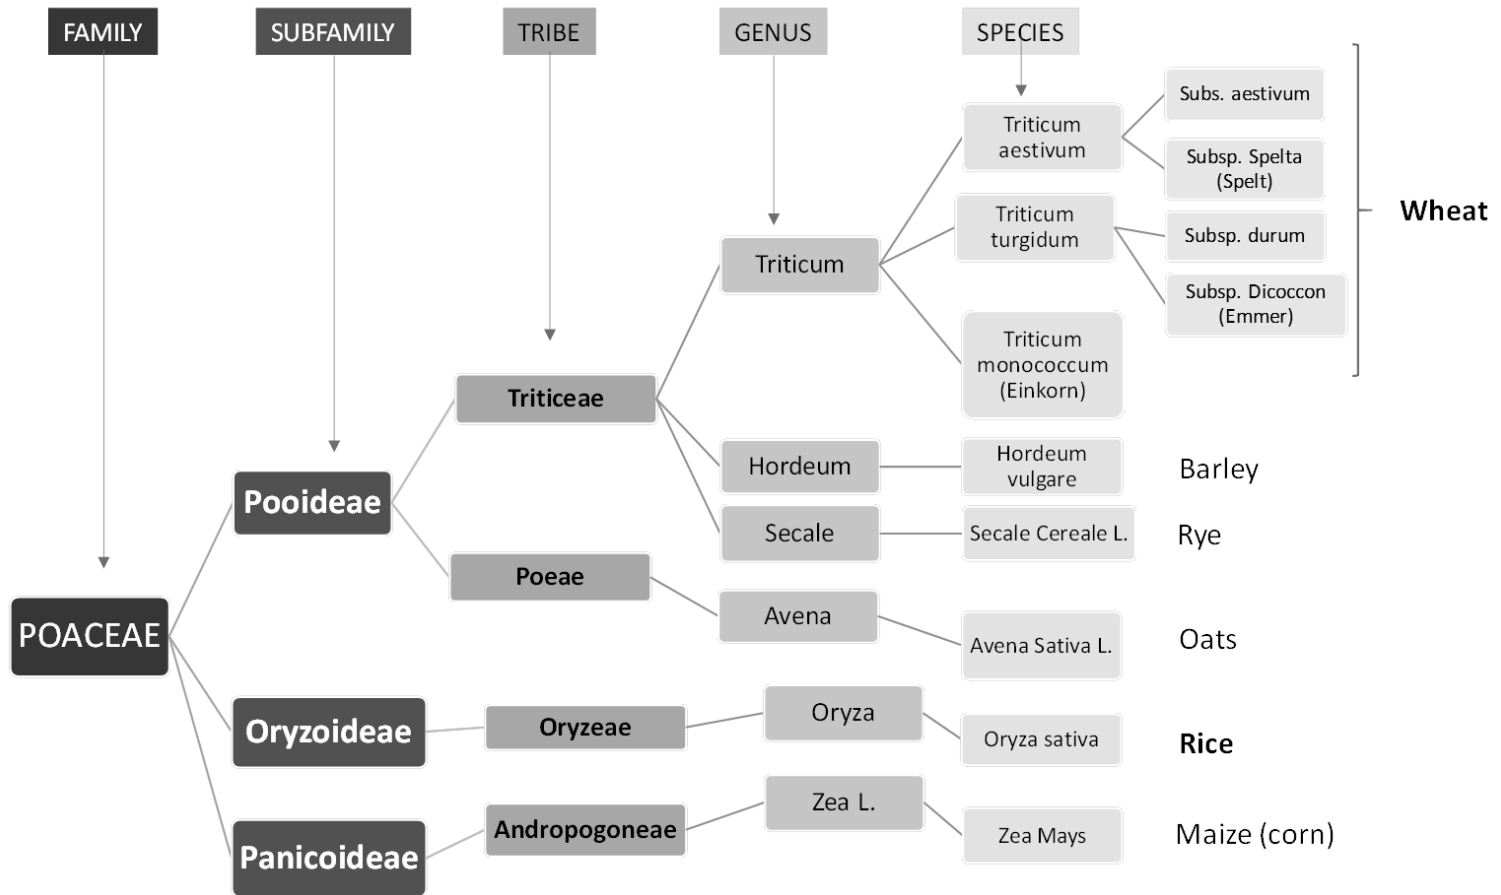 FAMILY
SUBFAMILY
TRIBE
GENUS
SPECIES
Subs. aestivum
Triticum
aestivum
Subsp. Spelta
(Spelt)
Wheat
Triticum
turgidum
Subsp. durum
Triticum
Subsp. Dicoccon
(Emmer)
Triticum
monococcum
(Einkorn)
Triticeae
Hordeum
Hordeum
vulgare
Barley
Pooideae
Secale
Secale Cereale L.
Rye
Poeae
Avena
Avena Sativa L.
Oats
POACEAE
Oryzoideae
Oryzeae
Oryza
Oryza sativa
Rice
Panicoideae
Andropogoneae
Zea L.
Zea Mays
Maize (corn)